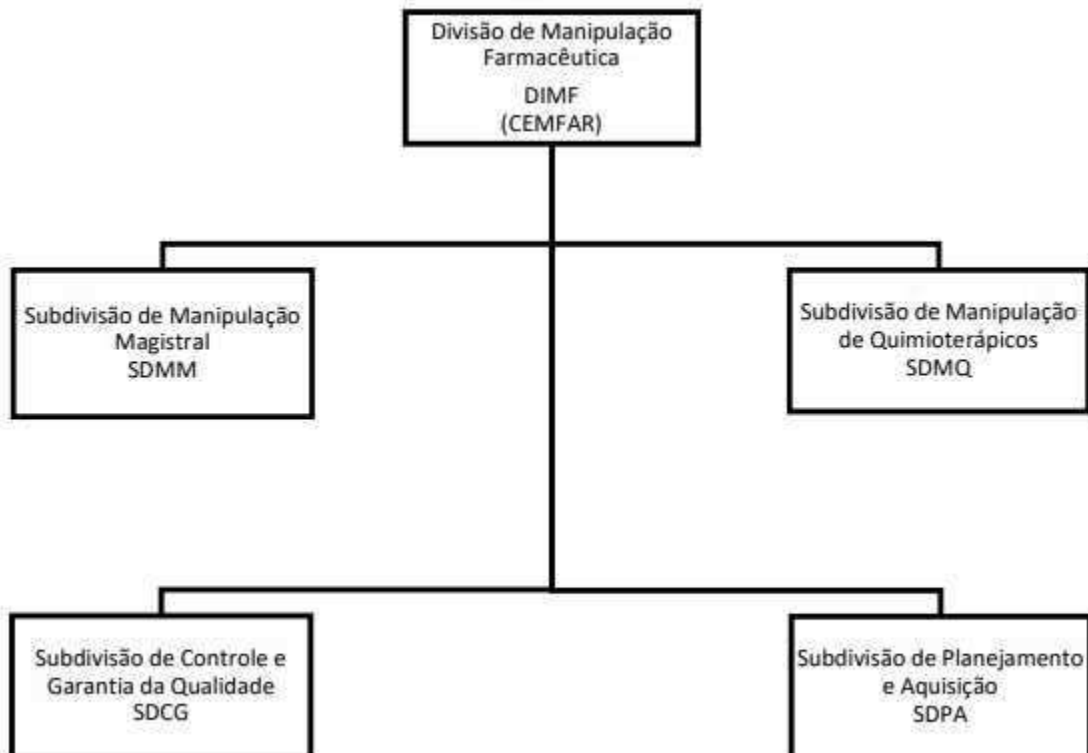 Divisão de Manipulação
Farmacêutica
DIMF
(CEMFAR)
Subdivisão de Manipulação
Magistral
SDMM
Subdivisão de Manipulação
de Quimioterápicos
SDMQ
Subdivisão de Controle e
Garantia da Qualidade
SDCG
Subdivisão de Planejamento
e Aquisição
SDPA